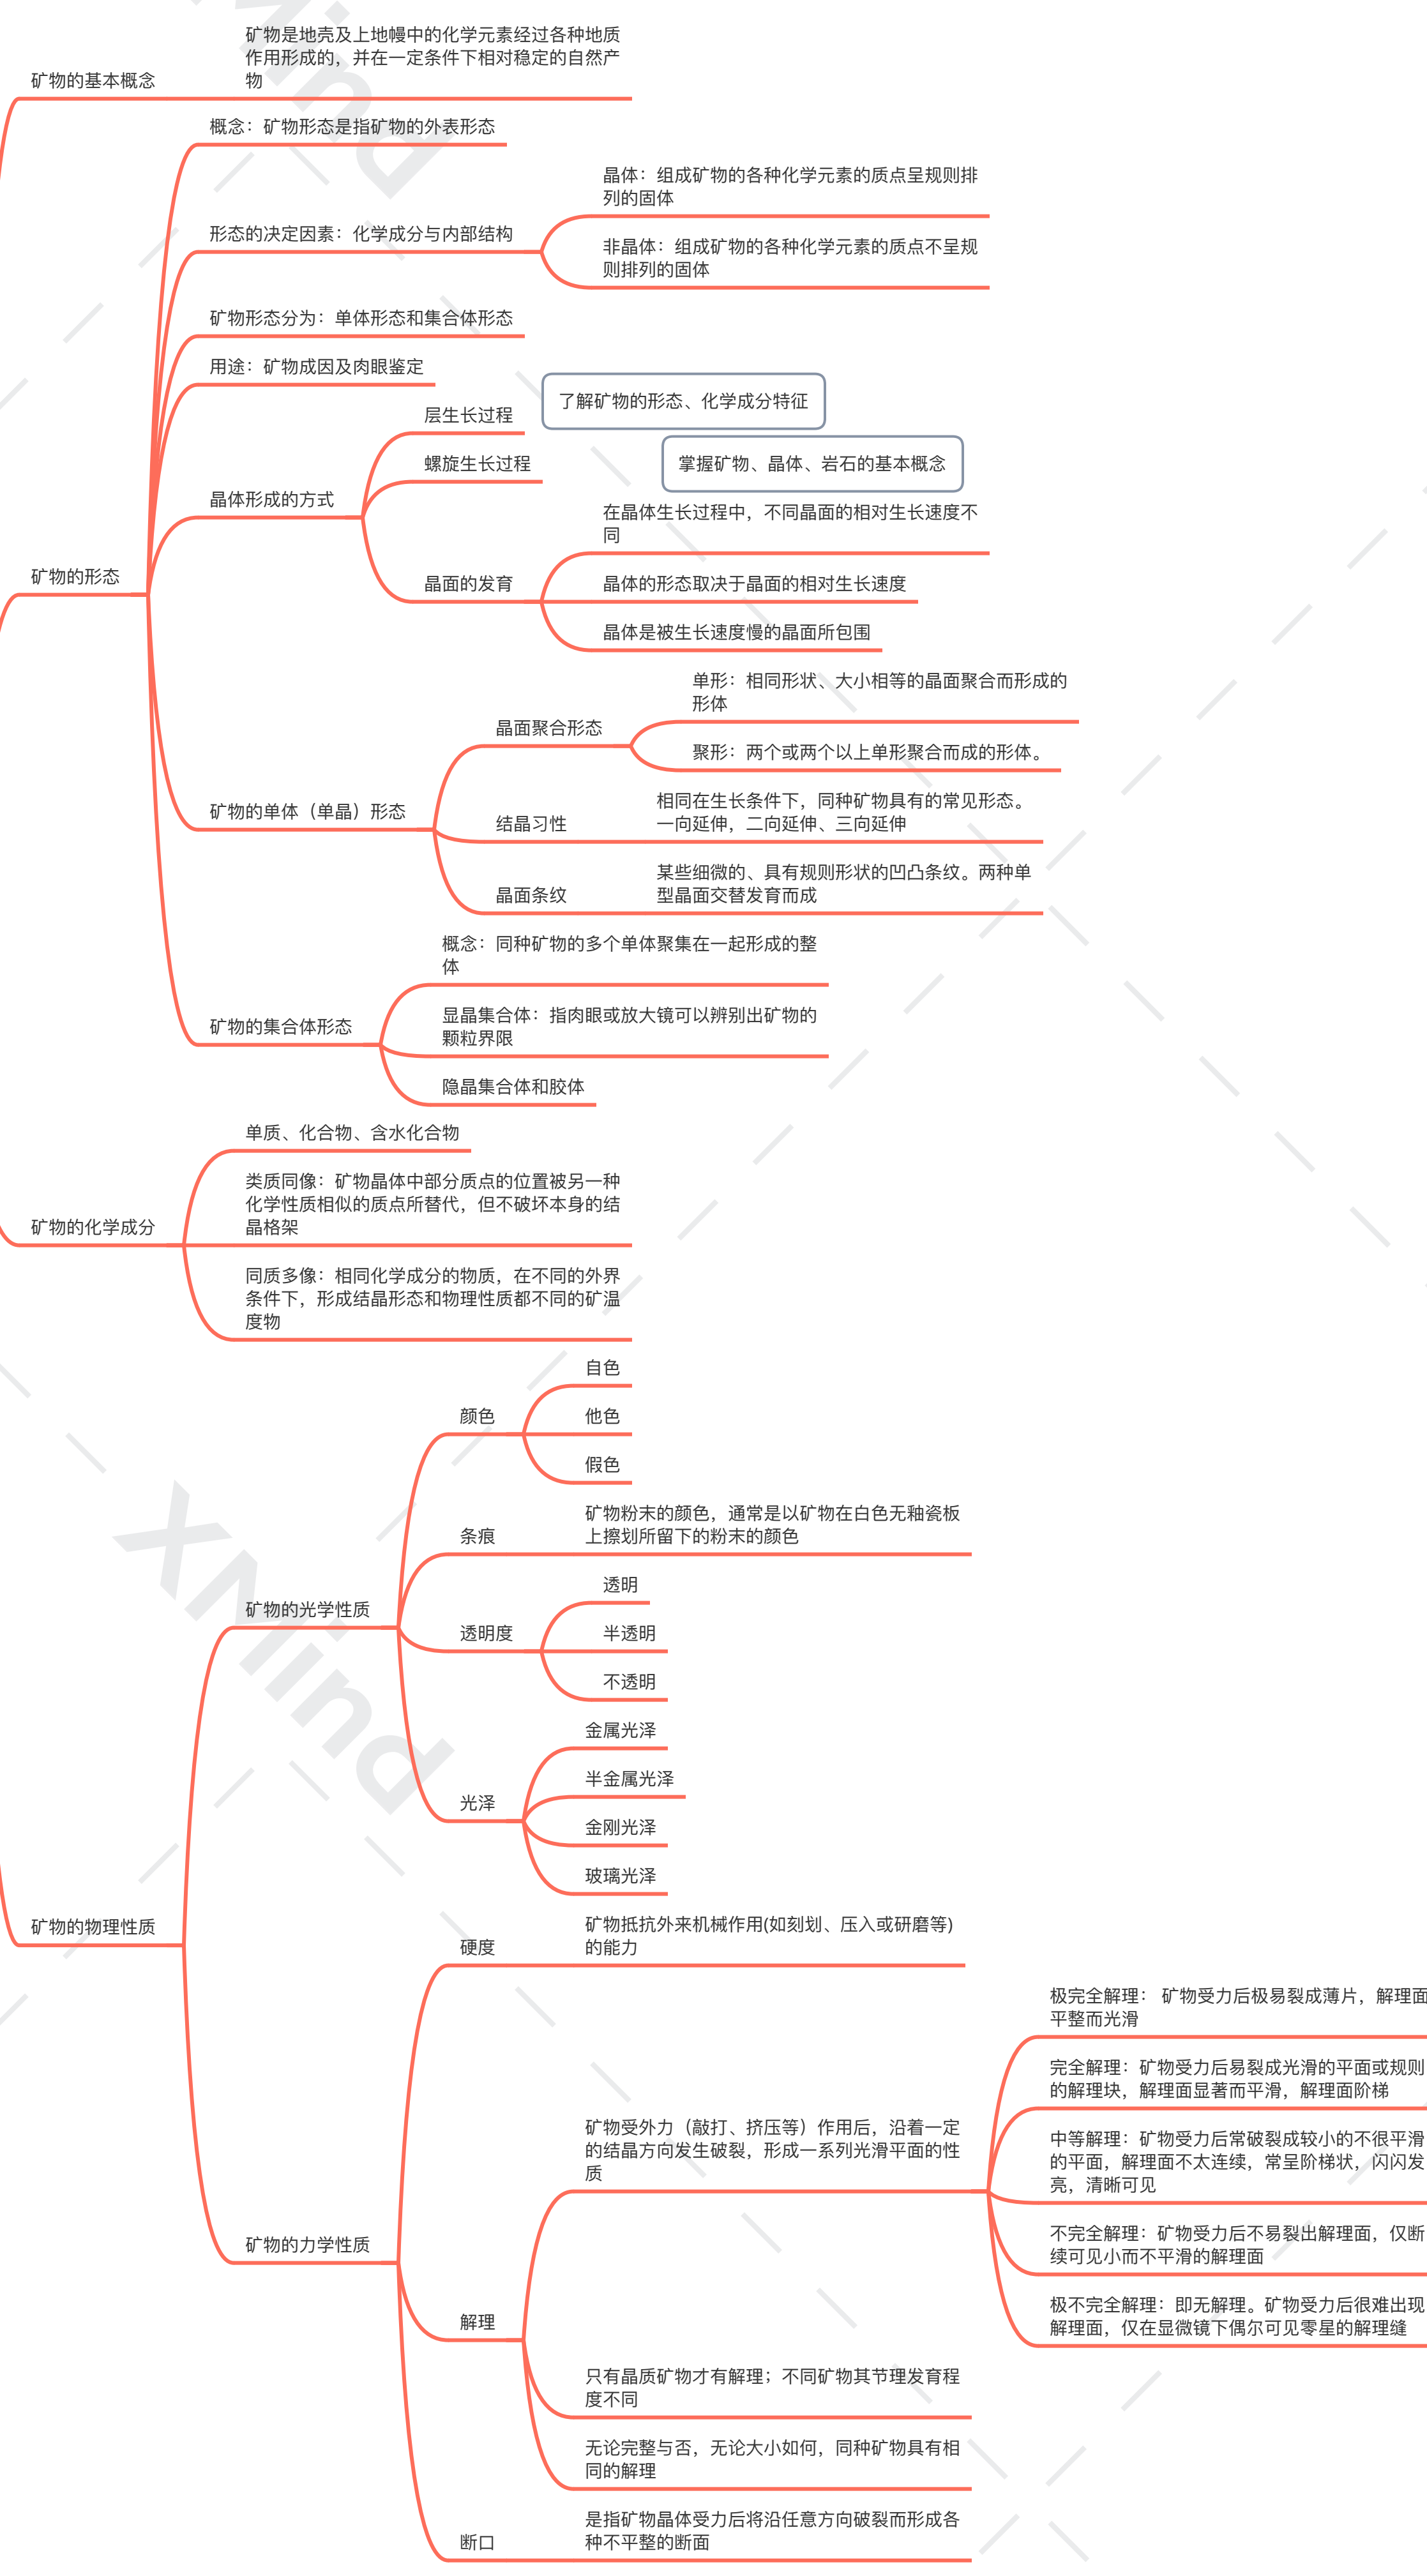 矿物的基本概念
矿物是地壳及上地幔中的化学元素经过各种地质
作用形成的，并在一定条件下相对稳定的自然产
物
矿物的形态
概念：矿物形态是指矿物的外表形态
形态的决定因素：化学成分与内部结构
晶体：组成矿物的各种化学元素的质点呈规则排
列的固体
非晶体：组成矿物的各种化学元素的质点不呈规
则排列的固体
矿物形态分为：单体形态和集合体形态
用途：矿物成因及肉眼鉴定
了解矿物的形态、化学成分特征
掌握矿物、晶体、岩石的基本概念
晶体形成的方式
层生长过程
螺旋生长过程
晶面的发育
在晶体生长过程中，不同晶面的相对生长速度不
同
晶体的形态取决于晶面的相对生长速度
晶体是被生长速度慢的晶面所包围
矿物的单体（单晶）形态
晶面聚合形态
单形：相同形状、大小相等的晶面聚合而形成的
形体
聚形：两个或两个以上单形聚合而成的形体。
结晶习性
相同在生长条件下，同种矿物具有的常见形态。
一向延伸，二向延伸、三向延伸
晶面条纹
某些细微的、具有规则形状的凹凸条纹。两种单
型晶面交替发育而成
矿物的集合体形态
概念：同种矿物的多个单体聚集在一起形成的整
体
显晶集合体：指肉眼或放大镜可以辨别出矿物的
颗粒界限
隐晶集合体和胶体
矿物的化学成分
单质、化合物、含水化合物
类质同像：矿物晶体中部分质点的位置被另一种
化学性质相似的质点所替代，但不破坏本身的结
晶格架
同质多像：相同化学成分的物质，在不同的外界
条件下，形成结晶形态和物理性质都不同的矿温
度物
矿物的物理性质
矿物的光学性质
颜色
自色
他色
假色
条痕
矿物粉末的颜色，通常是以矿物在白色无釉瓷板
上擦划所留下的粉末的颜色
透明度
透明
半透明
不透明
光泽
金属光泽
半金属光泽
金刚光泽
玻璃光泽
矿物的力学性质
硬度
矿物抵抗外来机械作用(如刻划、压入或研磨等)
的能力
解理
矿物受外力（敲打、挤压等）作用后，沿着一定
的结晶方向发生破裂，形成一系列光滑平面的性
质
极完全解理： 矿物受力后极易裂成薄片，解理面
平整而光滑
完全解理：矿物受力后易裂成光滑的平面或规则
的解理块，解理面显著而平滑，解理面阶梯
中等解理：矿物受力后常破裂成较小的不很平滑
的平面，解理面不太连续，常呈阶梯状，闪闪发
亮，清晰可见
不完全解理：矿物受力后不易裂出解理面，仅断
续可见小而不平滑的解理面
极不完全解理：即无解理。矿物受力后很难出现
解理面，仅在显微镜下偶尔可见零星的解理缝
只有晶质矿物才有解理；不同矿物其节理发育程
度不同
无论完整与否，无论大小如何，同种矿物具有相
同的解理
断口
是指矿物晶体受力后将沿任意方向破裂而形成各
种不平整的断面
Mind
XMind